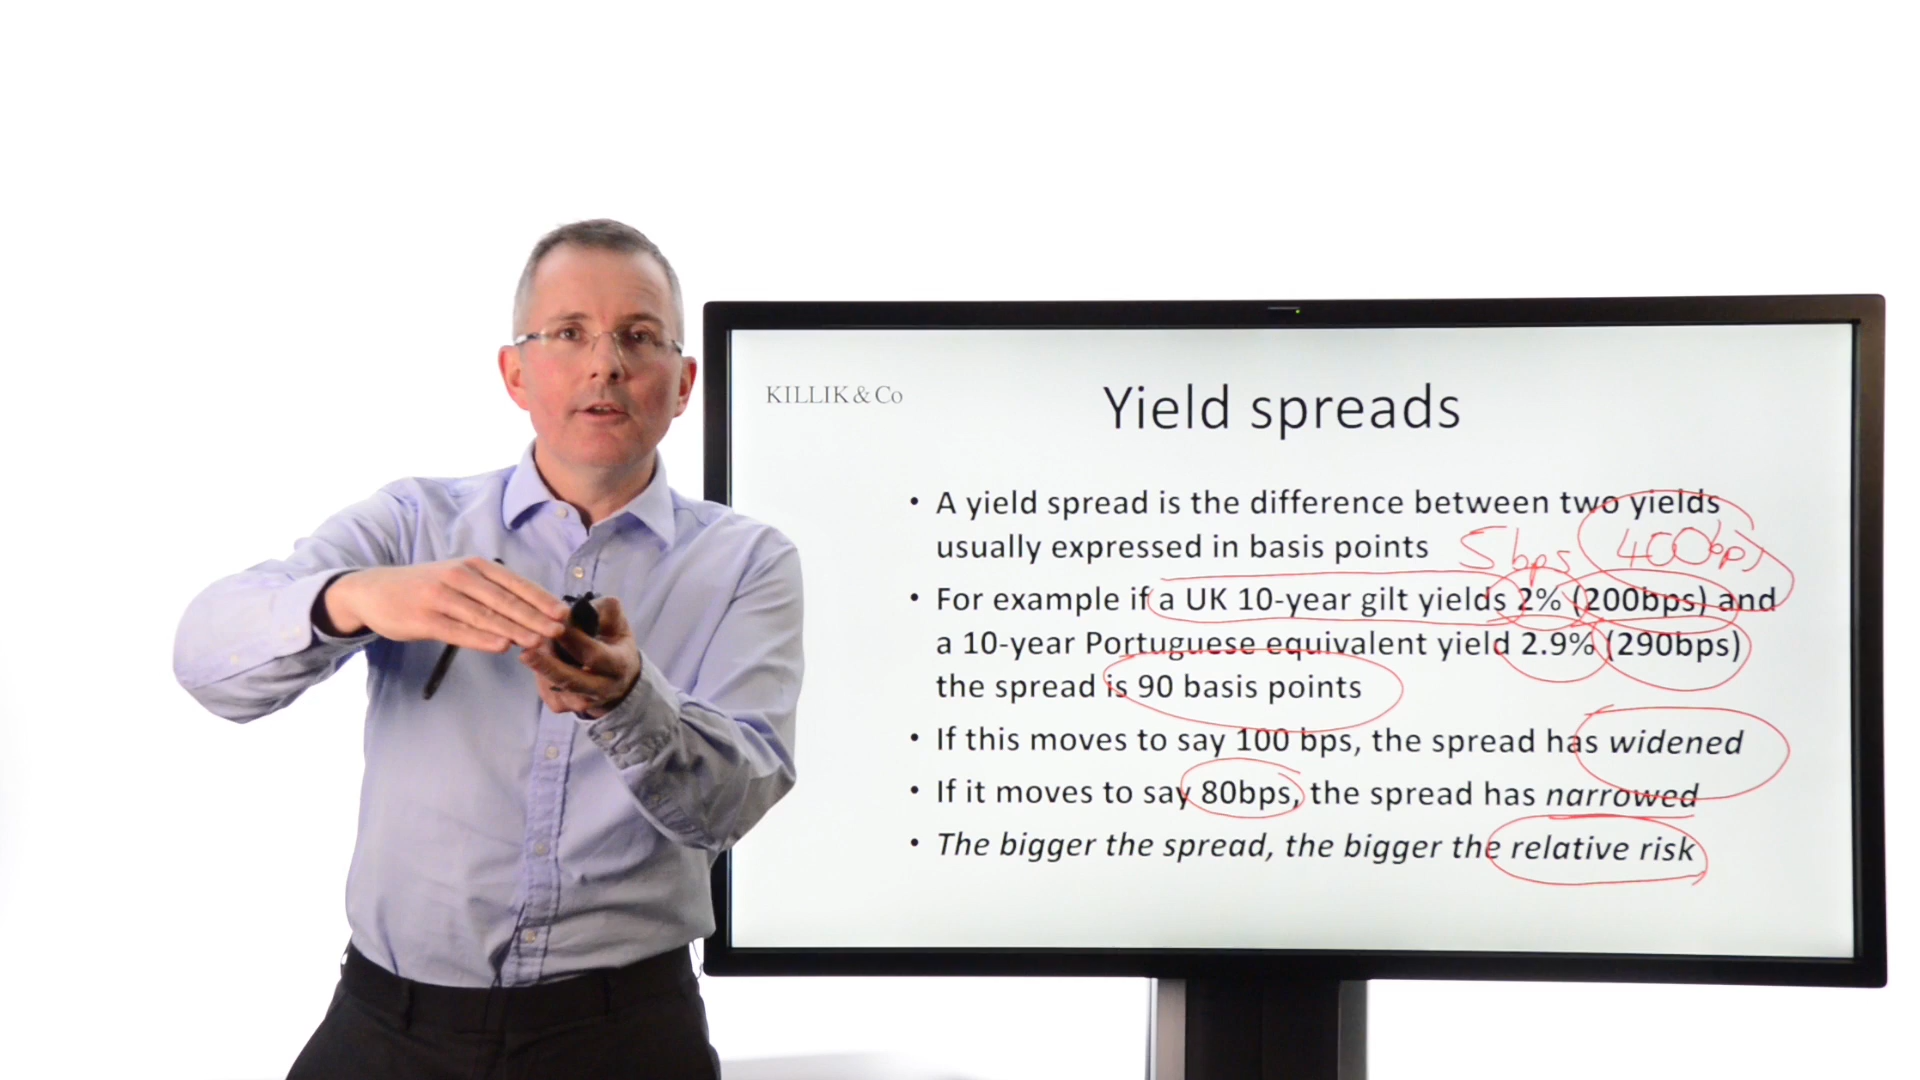 KILLIK & Co
Yield spreads
• A yield spread is the difference between two yields
usually expressed in basis points 5bps 400bps
• For example if a UK 10-year gilt yields 2% (200bps) and
a 10-year Portuguese equivalent yield 2.9% (290bps)
the spread is 90 basis points
• If this moves to say 100 bps, the spread has widened
• If it moves to say 80bps, the spread has narrowed
• The bigger the spread, the bigger the relative risk